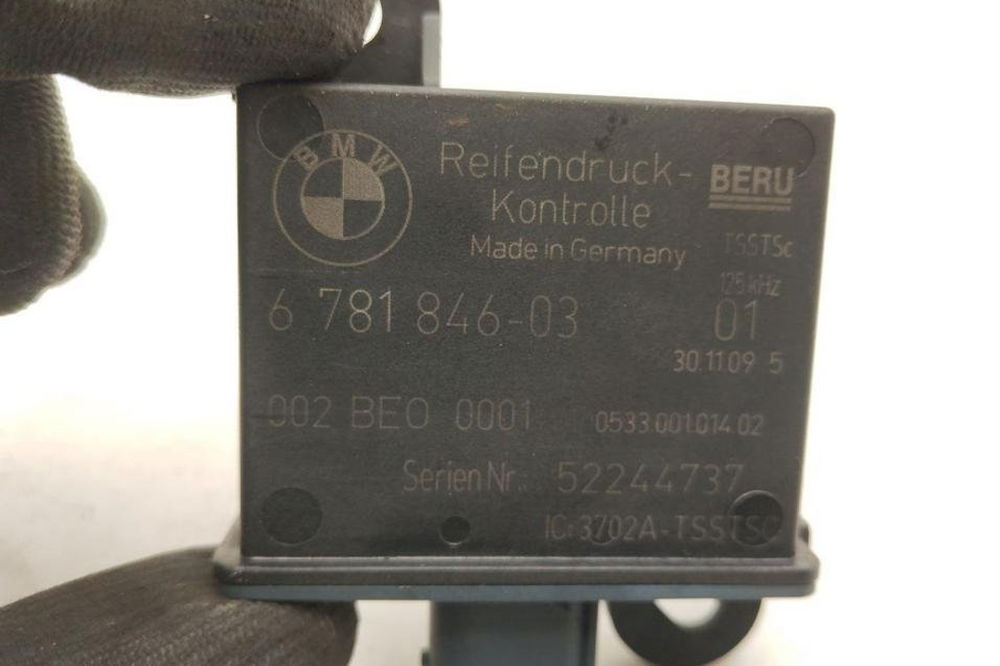 BMW
Reifendruck-
Kontrolle
BERU
Made in Germany
TSSTSc
125 kHz
6 781 846-03
01
30.11.09 5
002 BE0 0001
0533.001.014.02
Serien Nr.: 52244737
IC: 3702A-TSSTSC